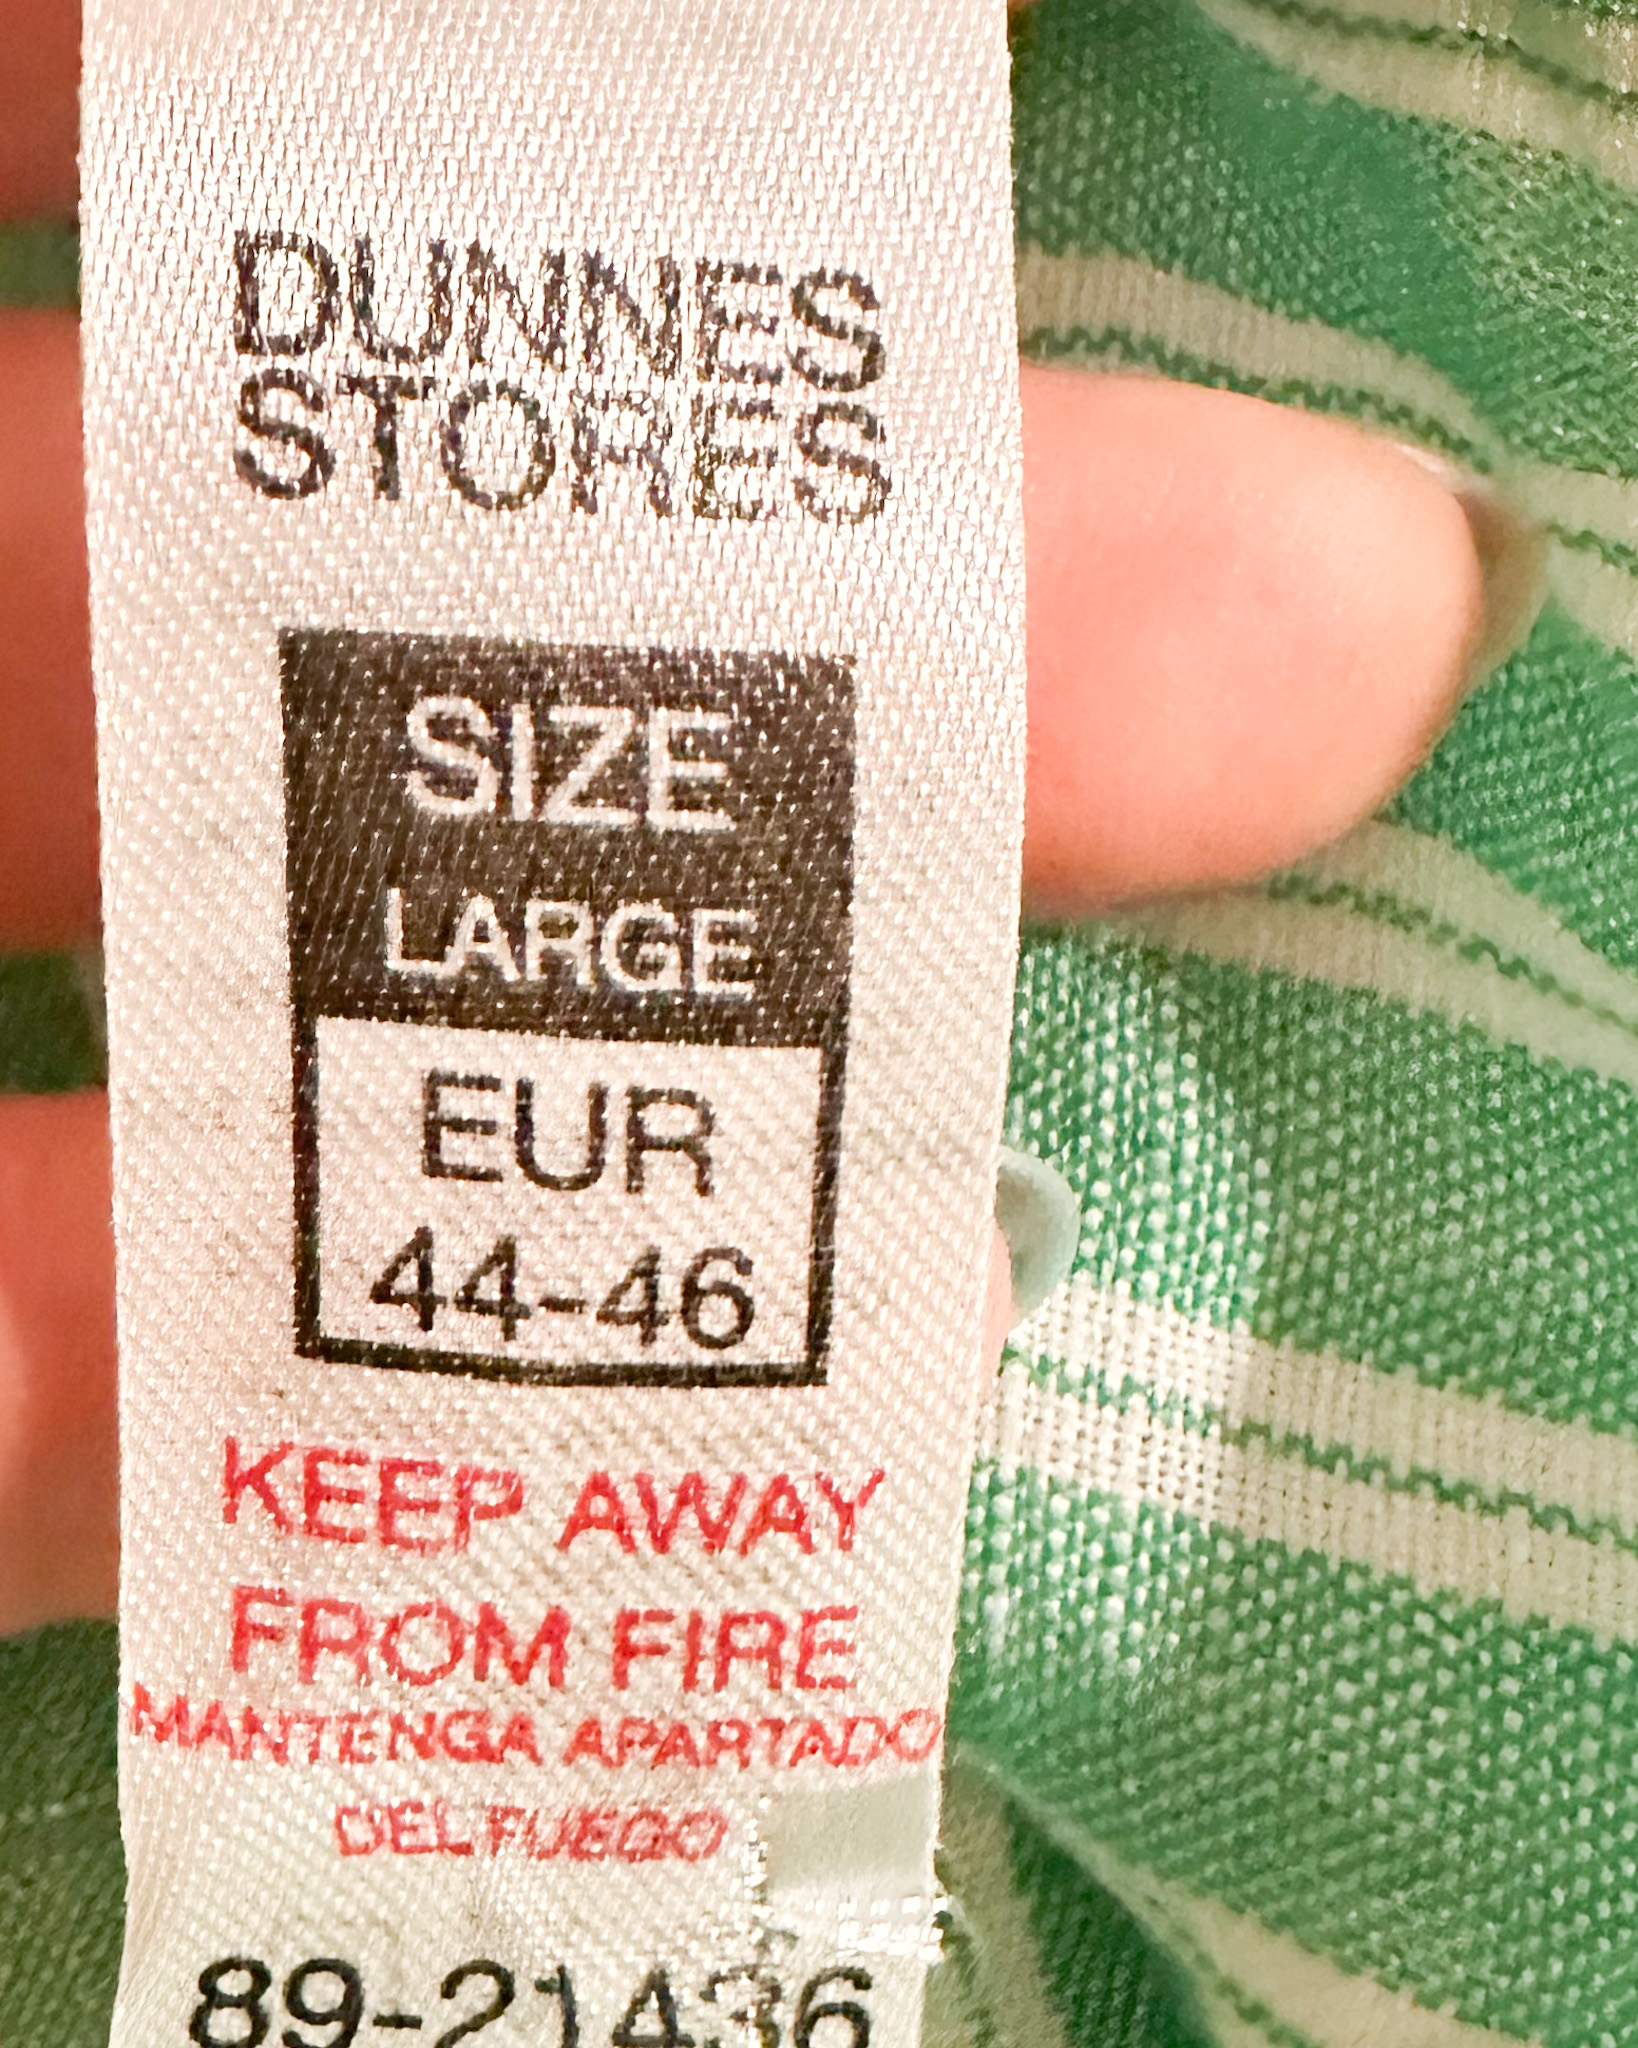 DUNNES
STORES
SIZE
LARGE
EUR
44-46
KEEP AWAY
FROM FIRE
MANTENGA APARTADO
DEL FUEGO
89-21436